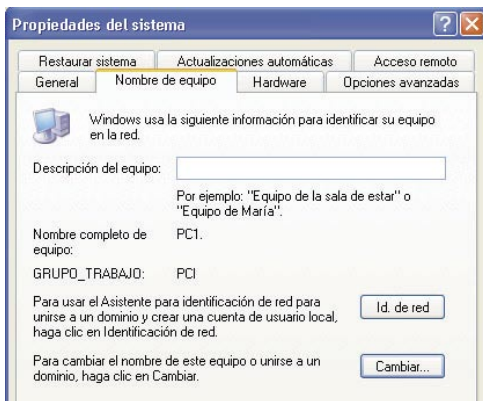 Propiedades del sistema
Restaurar sistema Actualizaciones automáticas Acceso remoto
General Nombre de equipo Hardware Opciones avanzadas
Windows usa la siguiente información para identificar su equipo
en la red.
Descripción del equipo:
Por ejemplo: "Equipo de la sala de estar" o
"Equipo de María".
Nombre completo de
equipo:
PC1.
GRUPO_TRABAJO: PCI
Para usar el Asistente para identificación de red para
unirse a un dominio y crear una cuenta de usuario local,
haga clic en Identificación de red.
Id. de red
Para cambiar el nombre de este equipo o unirse a un
dominio, haga clic en Cambiar.
Cambiar...